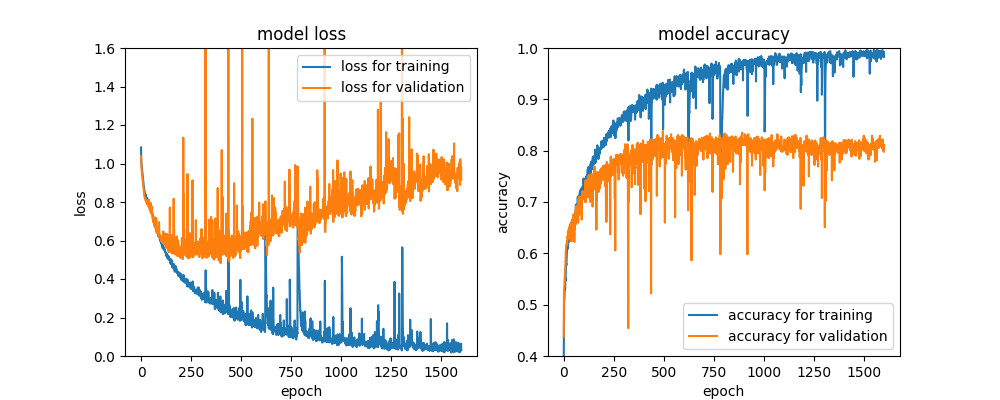 model loss
loss for training
loss for validation
1.6
1.4
1.2
1.0
0.8
0.6
0.4
0.2
0.0
loss
0 250 500 750 1000 1250 1500
epoch
model accuracy
1.0
0.9
0.8
0.7
0.6
0.5
0.4
accuracy
accuracy for training
accuracy for validation
0 250 500 750 1000 1250 1500
epoch